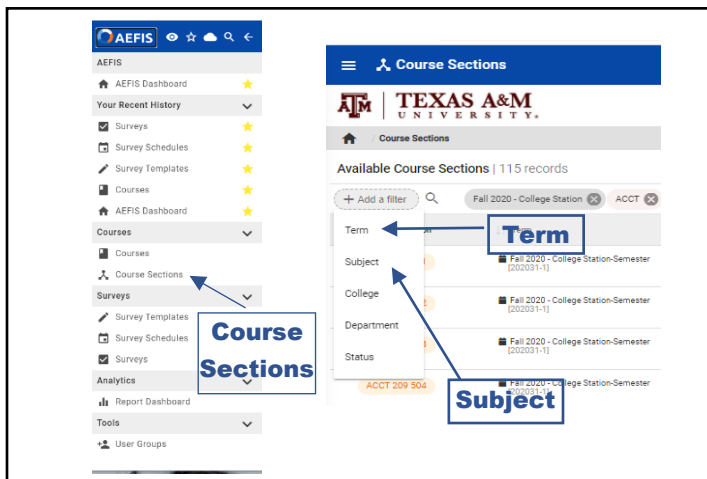 AEFIS
AEFIS
AEFIS Dashboard
Your Recent History
Surveys
Survey Schedules
Survey Templates
Courses
AEFIS Dashboard
Courses
Courses
Course Sections
Surveys
Survey Templates
Survey Schedules
Surveys
Analytics
Report Dashboard
Tools
User Groups
Course
Sections
Course Sections
TEXAS A&M
UNIVERSITY.
/ Course Sections
Available Course Sections | 115 records
+ Add a filter
Fall 2020 - College Station
ACCT
Term
Subject
College
Department
Status
Term
Fall 2020 - College Station-Semester
[202031-1]
Fall 2020 - College Station-Semester
[202031-1]
Fall 2020 - College Station-Semester
[202031-1]
ACCT 209 504
Fall 2020 - College Station-Semester
[202031-1]
Subject